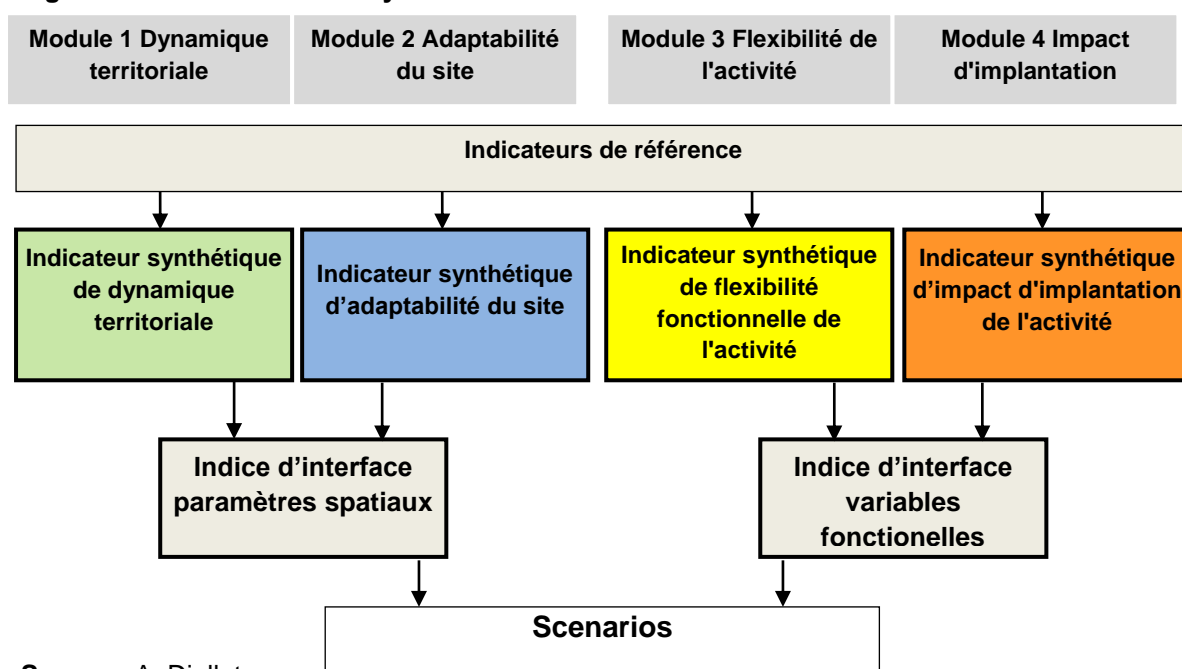 Module 1 Dynamique
territoriale
Module 2 Adaptabilité
du site
Module 3 Flexibilité de
l'activité
Module 4 Impact
d'implantation
Indicateurs de référence
Indicateur synthétique
de dynamique
territoriale
Indicateur synthétique
d’adaptabilité du site
Indicateur synthétique
de flexibilité
fonctionnelle de
l'activité
Indicateur synthétique
d’impact d'implantation
de l'activité
Indice d’interface
paramètres spatiaux
Indice d’interface
variables
fonctionelles
Scenarios